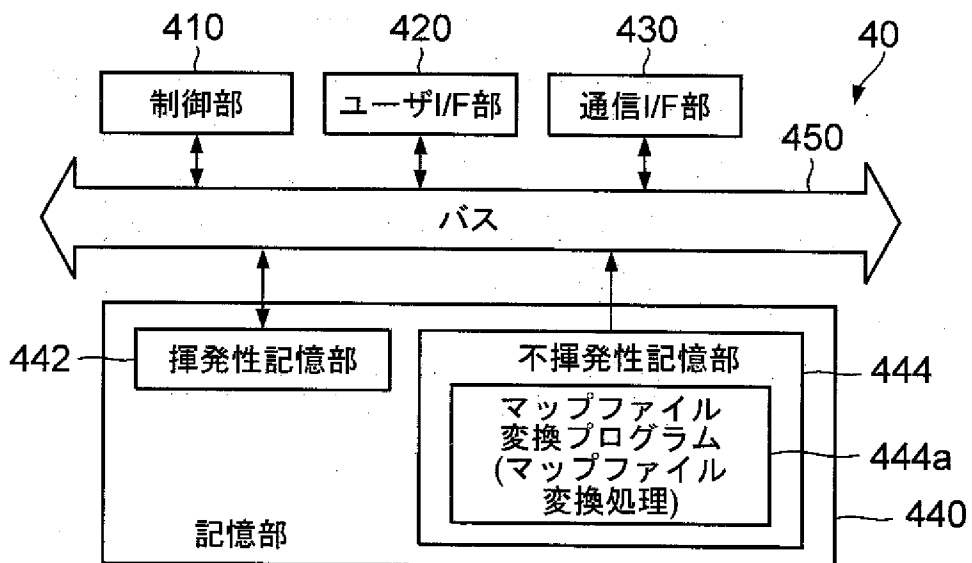 410
420
430
40
制御部
ユーザI/F部
通信I/F部
450
バス
442
揮発性記憶部
不揮発性記憶部
444
マップファイル
変換プログラム
(マップファイル
変換処理)
444a
440
記憶部